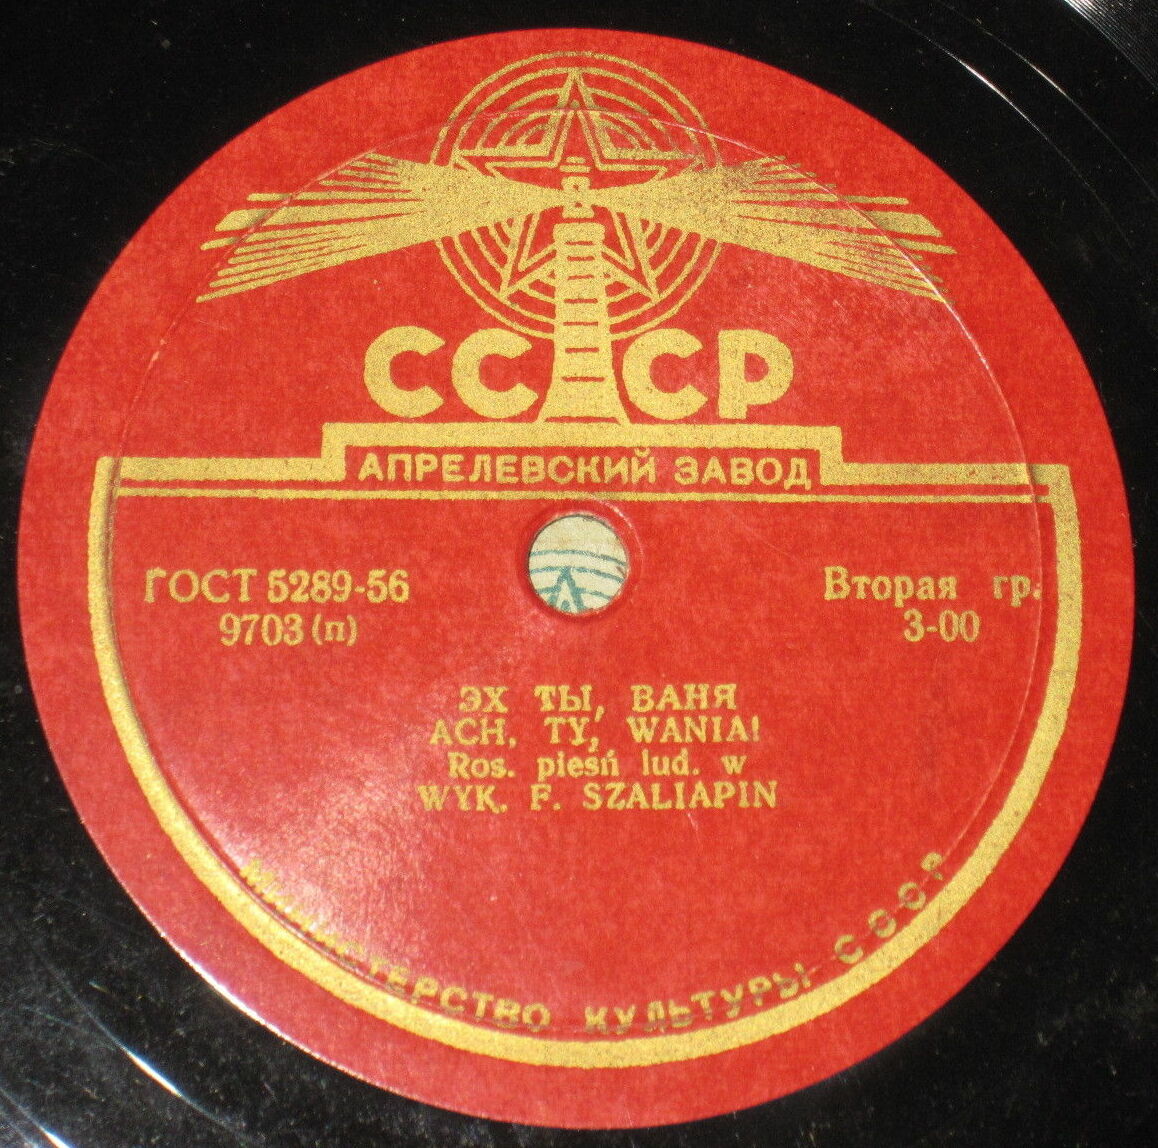 СССР
АПРЕЛЕВСКИЙ ЗАВОД
ГОСТ 5289-56
9703 (п)
Вторая гр.
3-00
ЭХ ТЫ, ВАНЯ
ACH, TY, WANIA!
Ros. pieśń lud. w
WYK. F. SZALIAPIN
МИНИСТЕРСТВО КУЛЬТУРЫ СССР